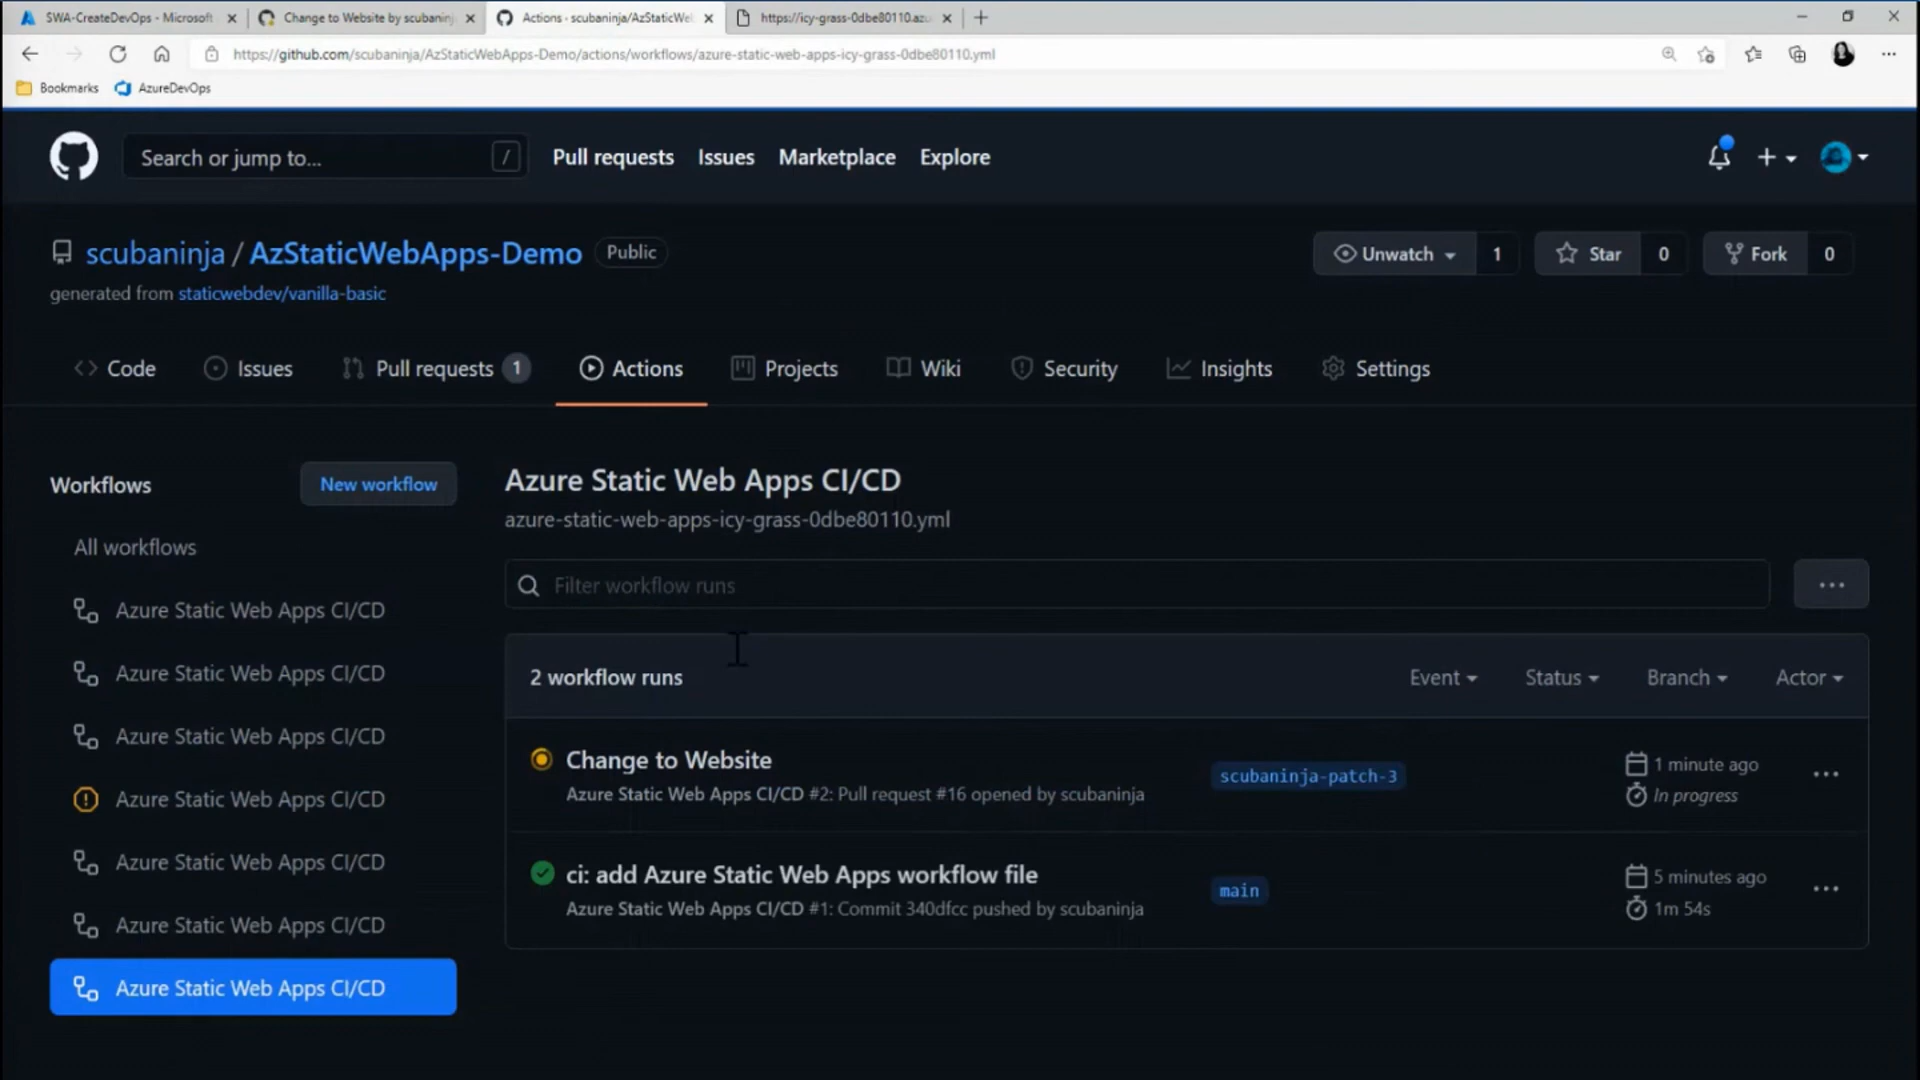 SWA-CreateDevOps - Microsoft
Change to Website by scubaninj
Actions · scubaninja/AzStaticWeb
https://icy-grass-0dbe80110.azu
https://github.com/scubaninja/AzStaticWebApps-Demo/actions/workflows/azure-static-web-apps-icy-grass-0dbe80110.yml
Bookmarks
AzureDevOps
Search or jump to...
/
Pull requests
Issues
Marketplace
Explore
scubaninja / AzStaticWebApps-Demo
Public
Unwatch
1
Star
0
Fork
0
generated from staticwebdev/vanilla-basic
Code
Issues
Pull requests 1
Actions
Projects
Wiki
Security
Insights
Settings
Workflows
New workflow
All workflows
Azure Static Web Apps CI/CD
Azure Static Web Apps CI/CD
Azure Static Web Apps CI/CD
Azure Static Web Apps CI/CD
Azure Static Web Apps CI/CD
Azure Static Web Apps CI/CD
Azure Static Web Apps CI/CD
Azure Static Web Apps CI/CD
azure-static-web-apps-icy-grass-0dbe80110.yml
Filter workflow runs
2 workflow runs
Event
Status
Branch
Actor
Change to Website
Azure Static Web Apps CI/CD #2: Pull request #16 opened by scubaninja
scubaninja-patch-3
1 minute ago
In progress
ci: add Azure Static Web Apps workflow file
Azure Static Web Apps CI/CD #1: Commit 340dfcc pushed by scubaninja
main
5 minutes ago
1m 54s